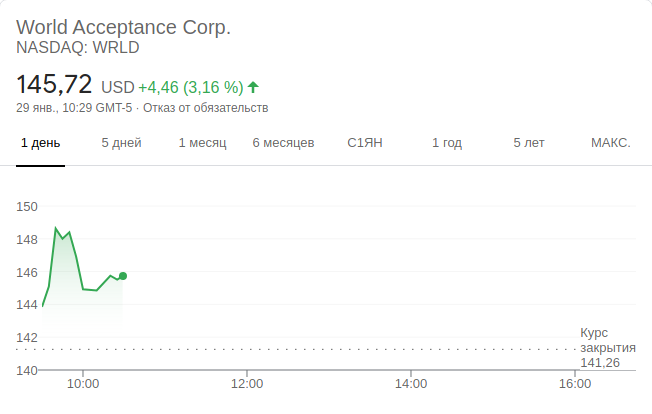 World Acceptance Corp.
NASDAQ: WRLD
145,72 USD +4,46 (3,16 %)
29 янв., 10:29 GMT-5 · Отказ от обязательств
1 день 5 дней 1 месяц 6 месяцев С1ЯН 1 год 5 лет МАКС.
150
148
146
144
142
140
Курс
закрытия
141,26
10:00 12:00 14:00 16:00